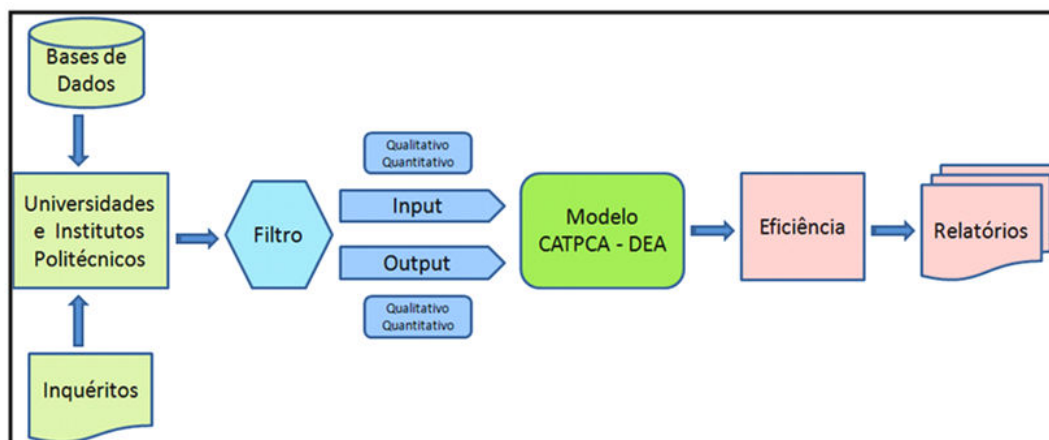 Bases de
Dados
Universidades
e Institutos
Politécnicos
Inquéritos
Filtro
Qualitativo
Quantitativo
Input
Output
Qualitativo
Quantitativo
Modelo
CATPCA - DEA
Eficiência
Relatórios